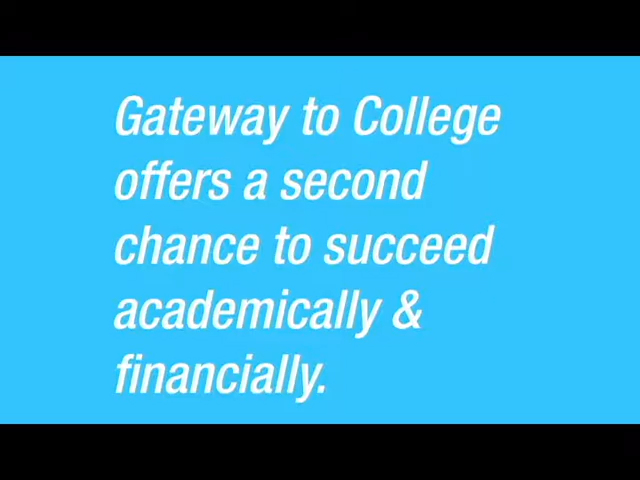 Gateway to College
offers a second
chance to succeed
academically &
financially.